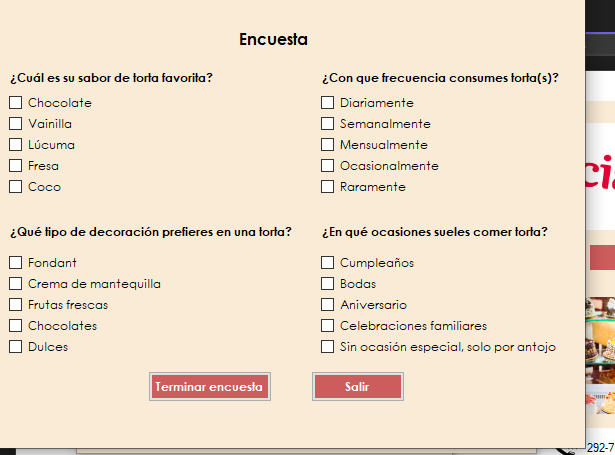 Encuesta
¿Cuál es su sabor de torta favorita?
Chocolate
Vainilla
Lúcuma
Fresa
Coco
¿Con que frecuencia consumes torta(s)?
Diariamente
Semanalmente
Mensualmente
Ocasionalmente
Raramente
¿Qué tipo de decoración prefieres en una torta?
Fondant
Crema de mantequilla
Frutas frescas
Chocolates
Dulces
¿En qué ocasiones sueles comer torta?
Cumpleaños
Bodas
Aniversario
Celebraciones familiares
Sin ocasión especial, solo por antojo
Terminar encuesta
Salir
292-7